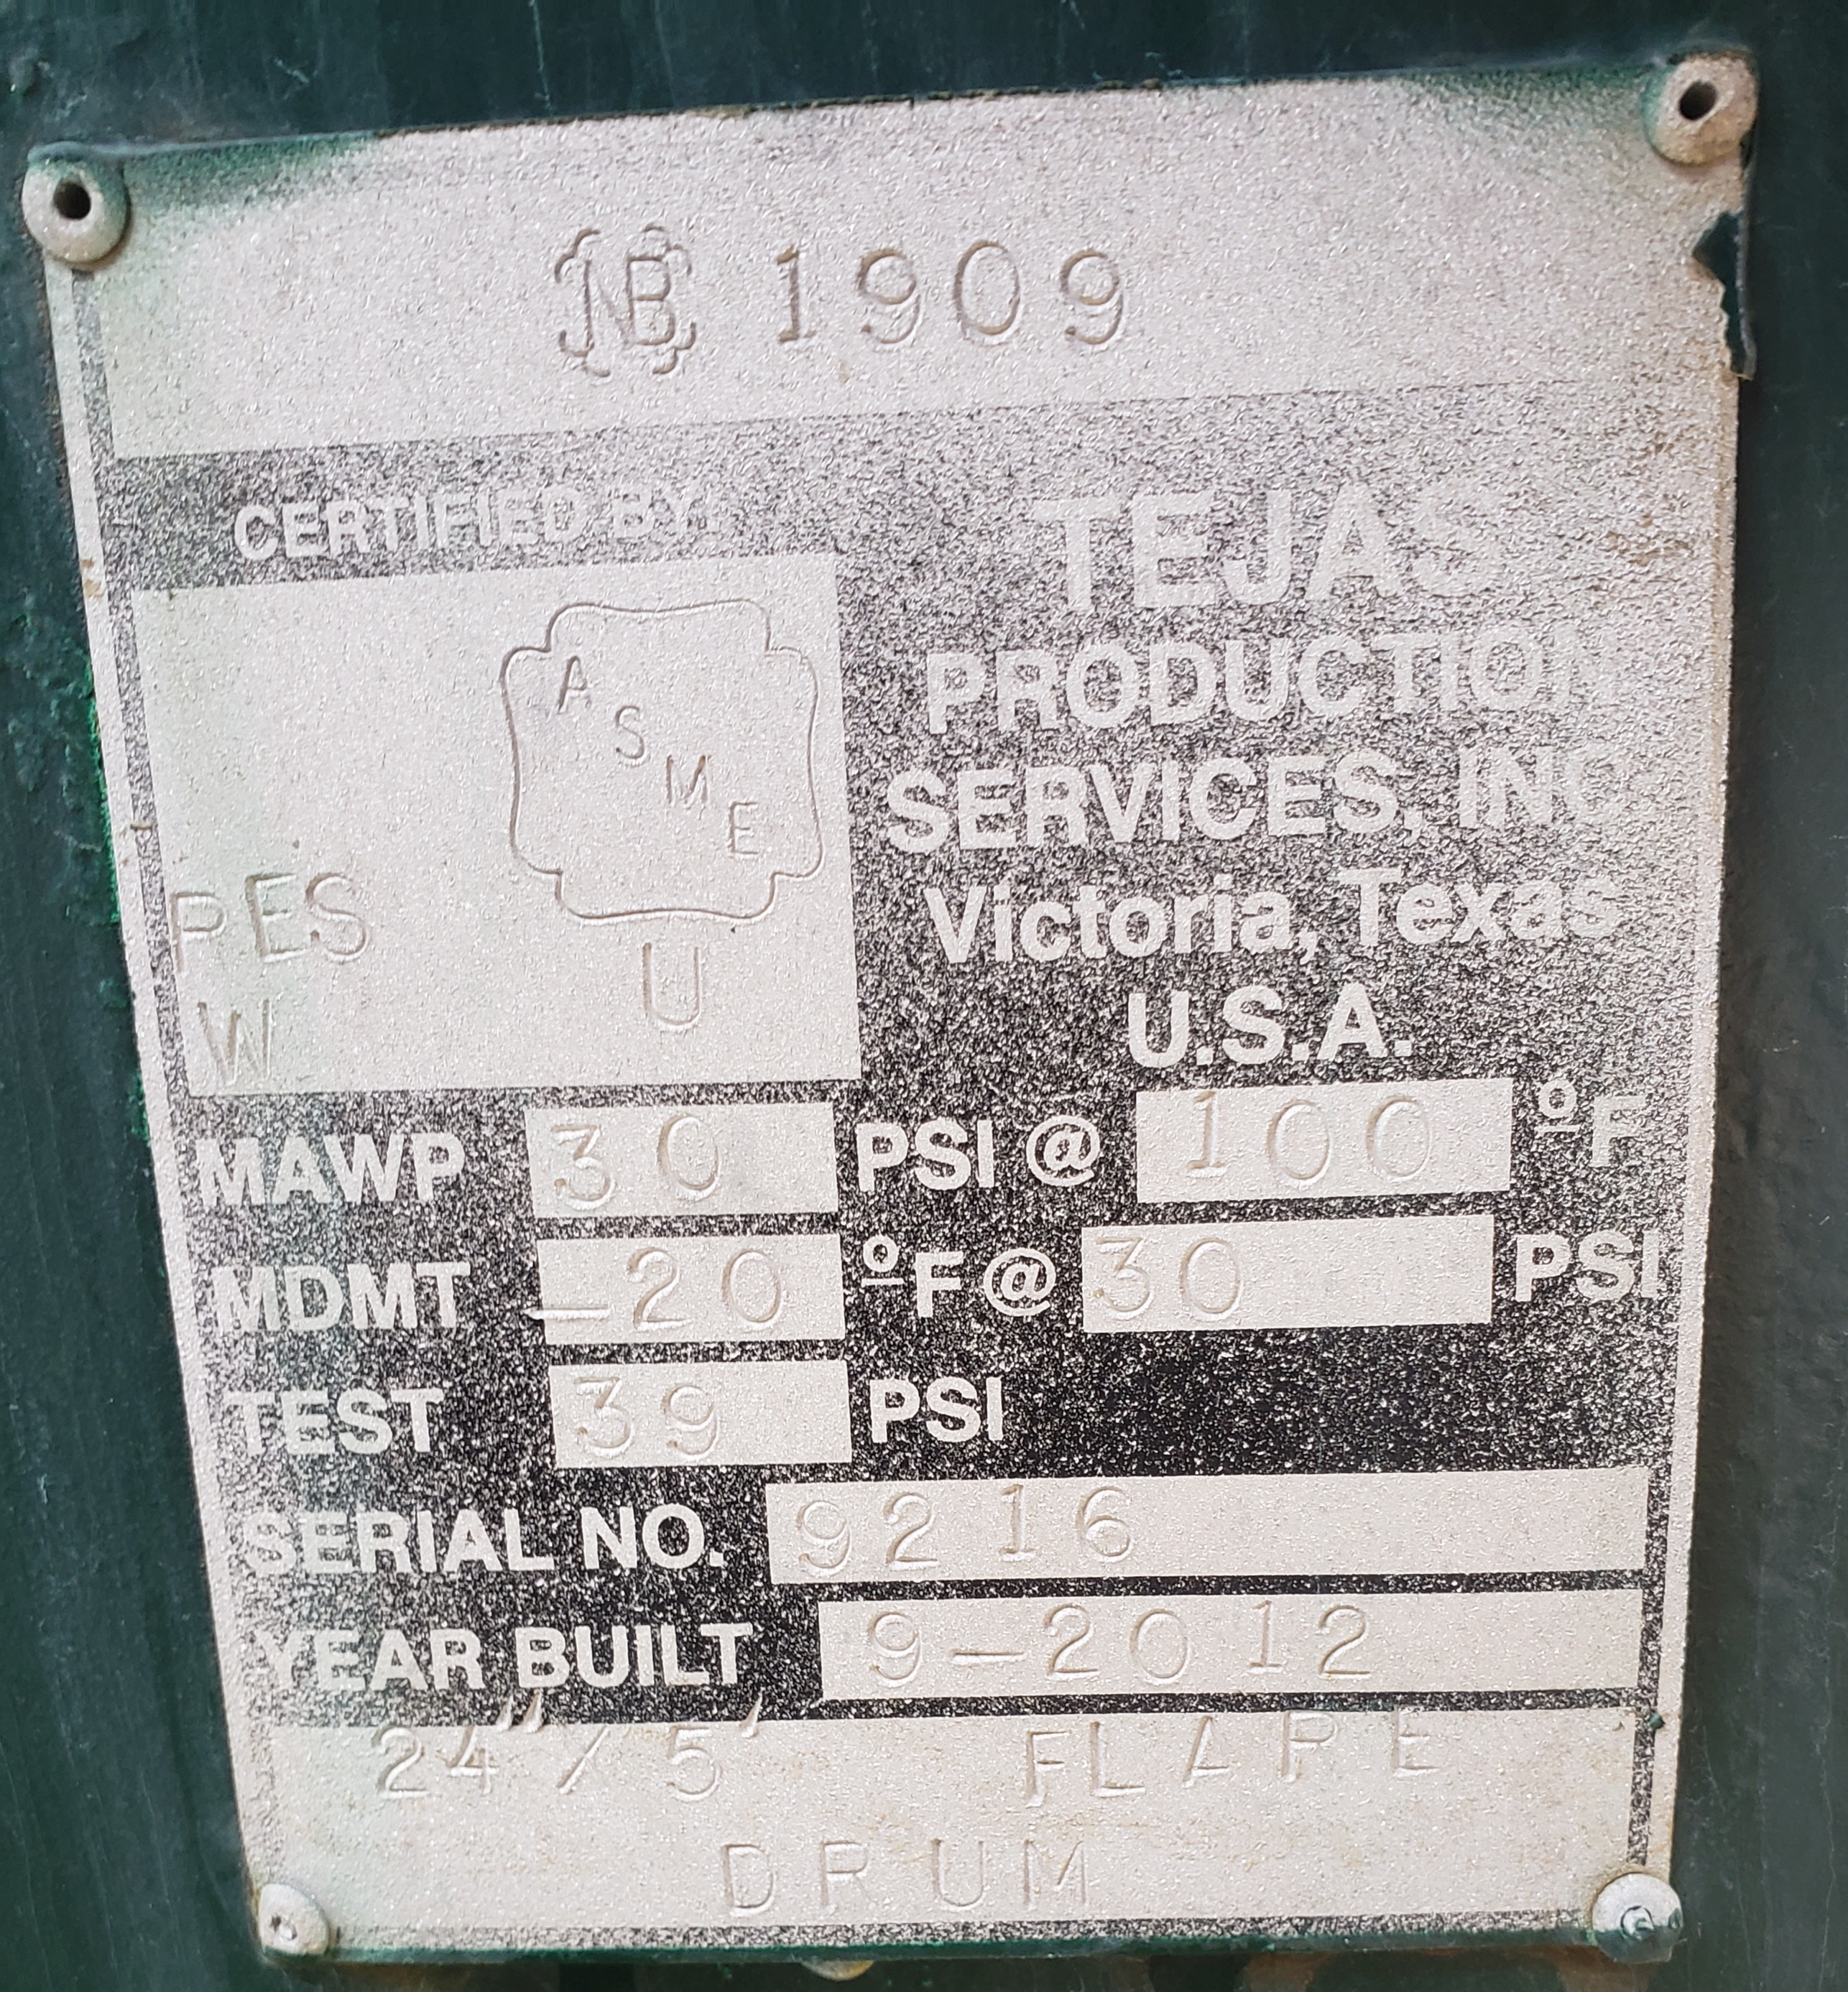 NB 1909
CERTIFIED BY:
TEJAS
PRODUCTION
SERVICES, INC.
Victoria, Texas
U.S.A.
A
S
M
E
U
PES
W
MAWP 30 PSI @ 100 ºF
MDMT -20 ºF @ 30 PSI
TEST 39 PSI
SERIAL NO. 9216
YEAR BUILT 9-2012
24"/5' FLARE
DRUM